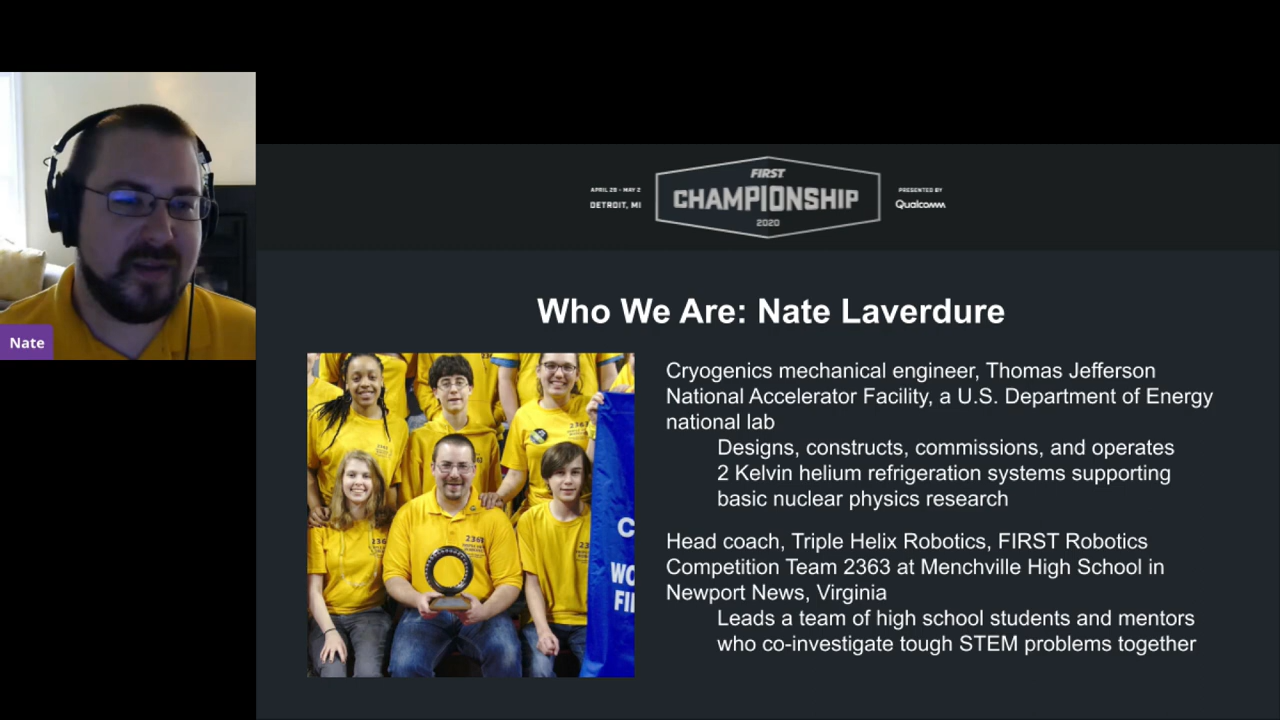 FIRST
APRIL 29 - MAY 2
DETROIT, MI
CHAMPIONSHIP
2020
PRESENTED BY
Qualcomm
Nate
Who We Are: Nate Laverdure
Cryogenics mechanical engineer, Thomas Jefferson
National Accelerator Facility, a U.S. Department of Energy
national lab
Designs, constructs, commissions, and operates
2 Kelvin helium refrigeration systems supporting
basic nuclear physics research
Head coach, Triple Helix Robotics, FIRST Robotics
Competition Team 2363 at Menchville High School in
Newport News, Virginia
Leads a team of high school students and mentors
who co-investigate tough STEM problems together